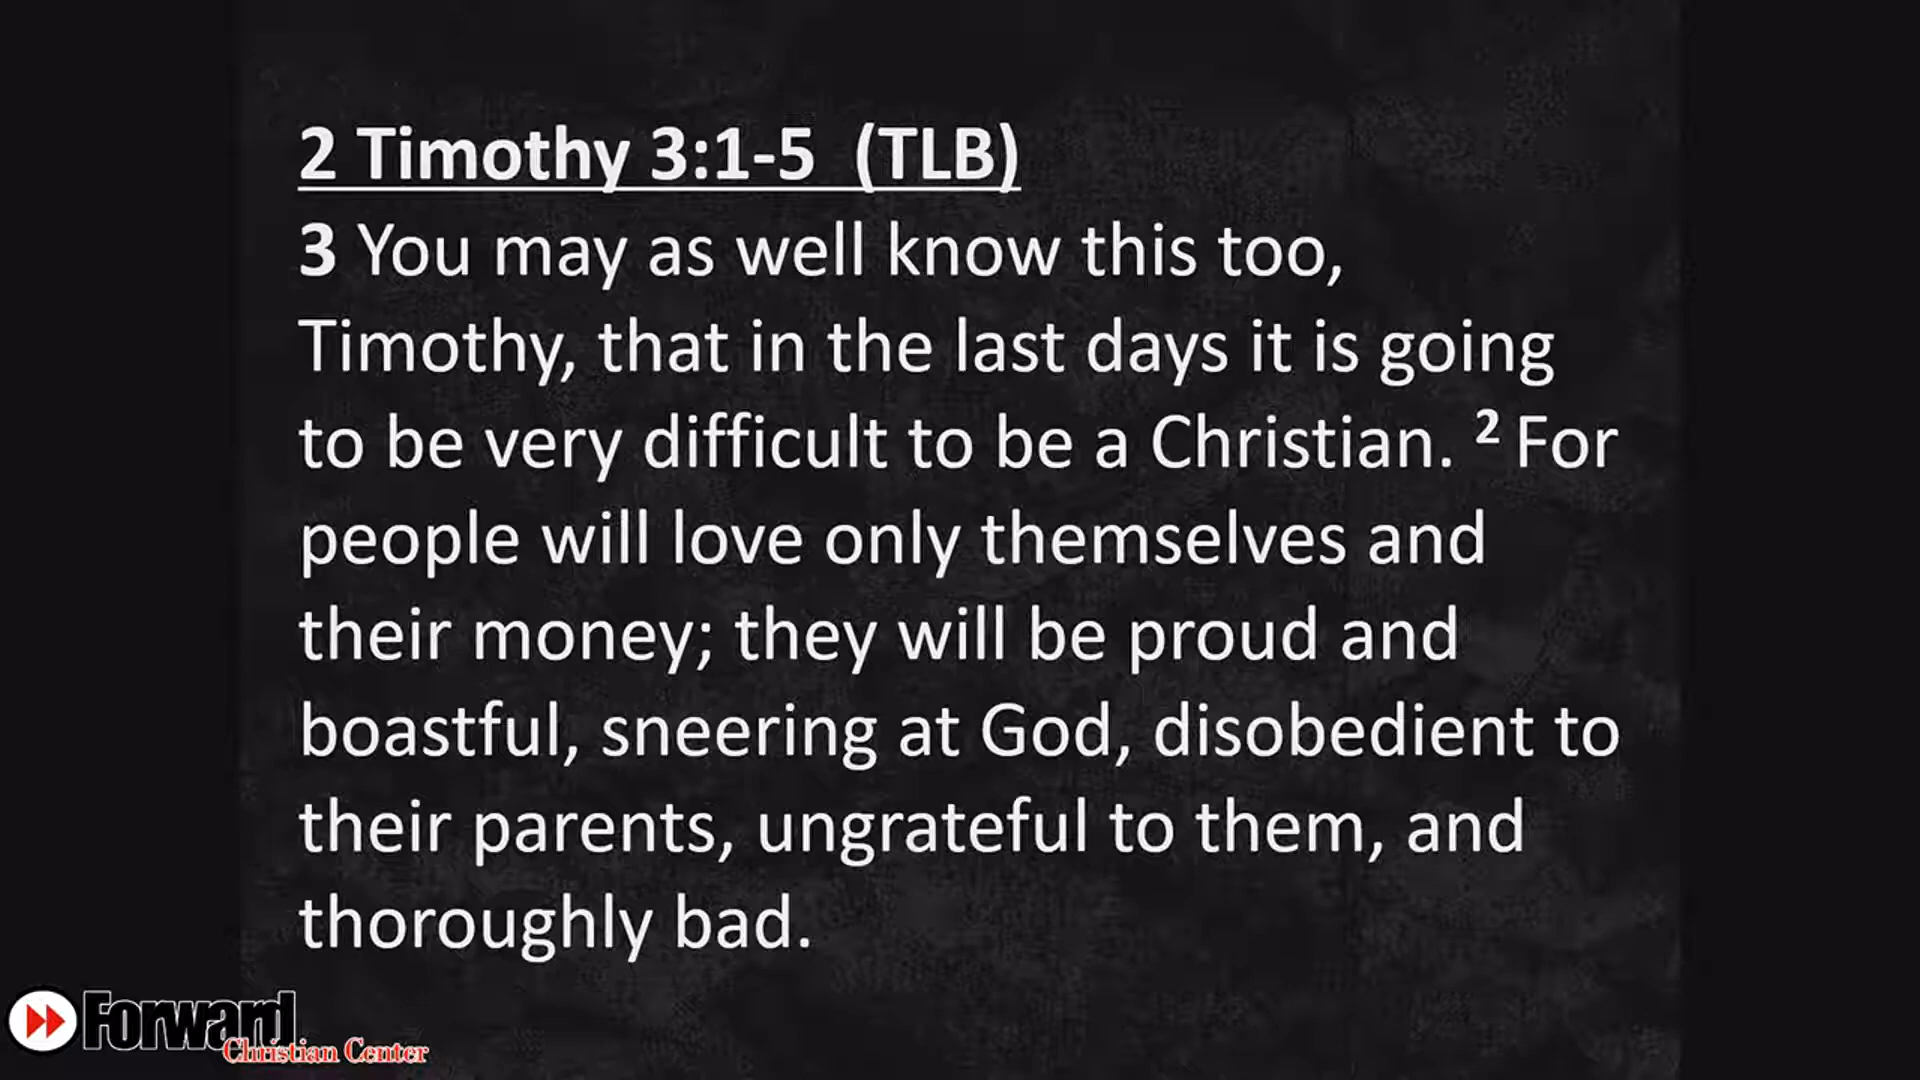 2 Timothy 3:1-5 (TLB)
3 You may as well know this too,
Timothy, that in the last days it is going
to be very difficult to be a Christian. 2 For
people will love only themselves and
their money; they will be proud and
boastful, sneering at God, disobedient to
their parents, ungrateful to them, and
thoroughly bad.
Forward
Christian Center